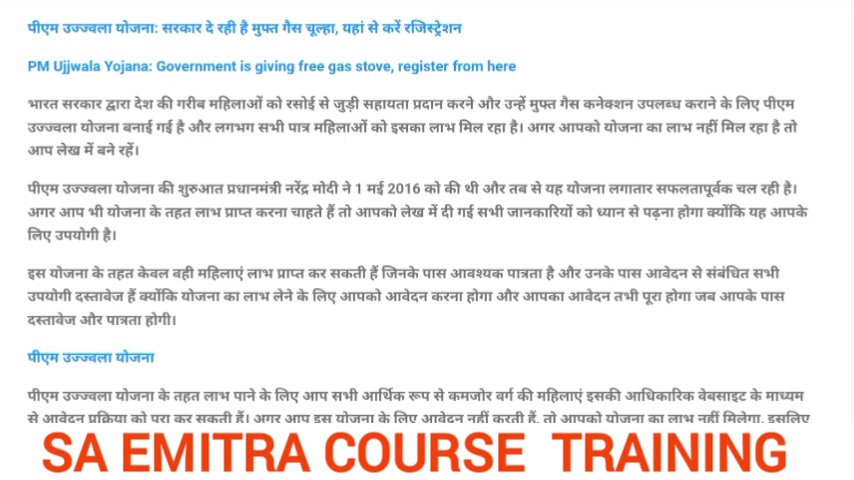 पीएम उज्ज्वला योजना: सरकार दे रही है मुफ्त गैस चूल्हा, यहां से करें रजिस्ट्रेशन
PM Ujjwala Yojana: Government is giving free gas stove, register from here
भारत सरकार द्वारा देश की गरीब महिलाओं को रसोई से जुड़ी सहायता प्रदान करने और उन्हें मुफ्त गैस कनेक्शन उपलब्ध कराने के लिए पीएम
उज्ज्वला योजना बनाई गई है और लगभग सभी पात्र महिलाओं को इसका लाभ मिल रहा है। अगर आपको योजना का लाभ नहीं मिल रहा है तो
आप लेख में बने रहें।
पीएम उज्ज्वला योजना की शुरुआत प्रधानमंत्री नरेंद्र मोदी ने 1 मई 2016 को की थी और तब से यह योजना लगातार सफलतापूर्वक चल रही है।
अगर आप भी योजना के तहत लाभ प्राप्त करना चाहते हैं तो आपको लेख में दी गई सभी जानकारियों को ध्यान से पढ़ना होगा क्योंकि यह आपके
लिए उपयोगी है।
इस योजना के तहत केवल वही महिलाएं लाभ प्राप्त कर सकती हैं जिनके पास आवश्यक पात्रता है और उनके पास आवेदन से संबंधित सभी
उपयोगी दस्तावेज हैं क्योंकि योजना का लाभ लेने के लिए आपको आवेदन करना होगा और आपका आवेदन तभी पूरा होगा जब आपके पास
दस्तावेज और पात्रता होगी।
पीएम उज्ज्वला योजना
पीएम उज्ज्वला योजना के तहत लाभ पाने के लिए आप सभी आर्थिक रूप से कमजोर वर्ग की महिलाएं इसकी आधिकारिक वेबसाइट के माध्यम
से आवेदन प्रक्रिया को पूरा कर सकती हैं। अगर आप इस योजना के लिए आवेदन नहीं करती हैं, तो आपको योजना का लाभ नहीं मिलेगा, इसलिए
SA EMITRA COURSE TRAINING